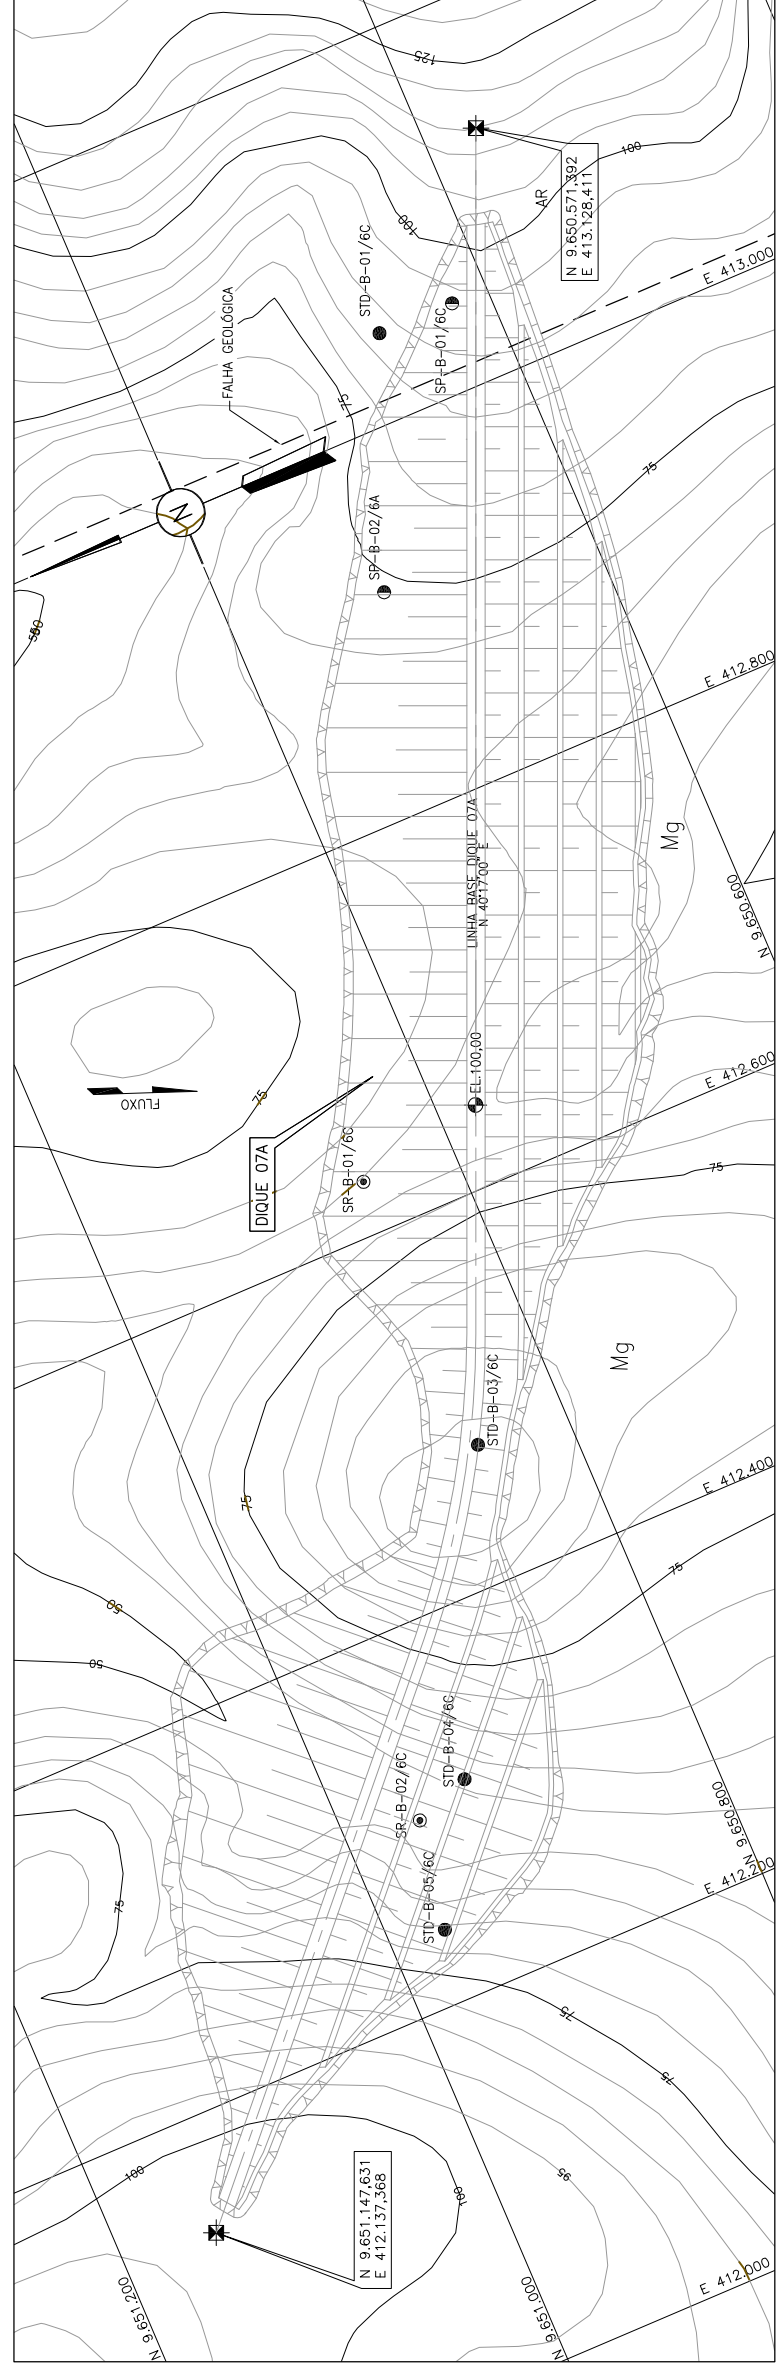 125
100
N 9.650.571,392
E 413.128,411
AR
100
STD-B-01/6C
E 413.000
FALHA GEOLÓGICA
SP-B-01/6C
75
75
N
SP-B-02/6A
E 412.800
LINHA BASE DIQUE 07A
N 40°17'00" E
Mg
N 9.650.600
FLUXO
75
EL.100,00
E 412.600
DIQUE 07A
SR-B-01/6C
75
Mg
STD-B-03/6C
E 412.400
75
75
50
50
STD-B-04/6C
SR-B-02/6C
N 9.650.800
STD-B-05/6C
E 412.200
75
75
75
100
N 9.651.147,631
E 412.137,368
100
95
N 9.651.200
N 9.651.000
E 412.000